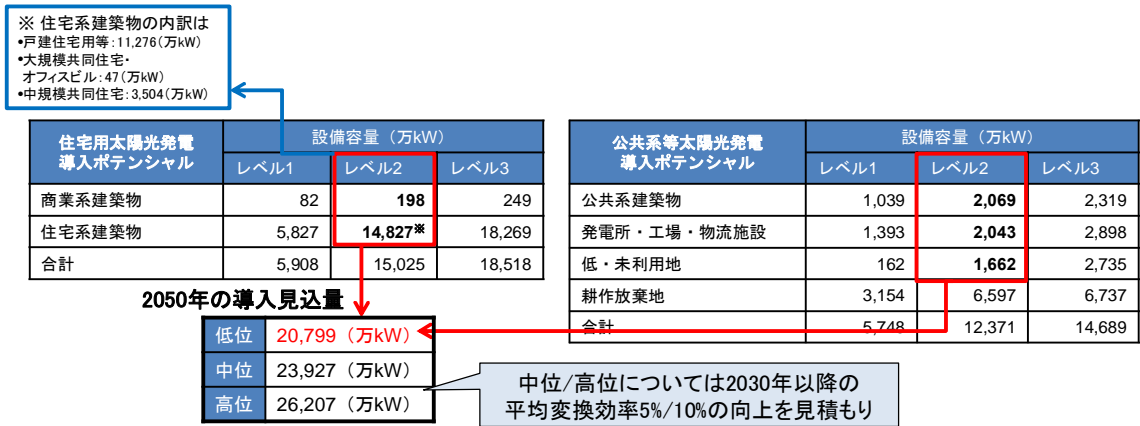 ※ 住宅系建築物の内訳は
•戸建住宅用等:11,276(万kW)
•大規模共同住宅・
オフィスビル:47(万kW)
•中規模共同住宅:3,504(万kW)
住宅用太陽光発電
導入ポテンシャル
設備容量（万kW）
レベル1 レベル2 レベル3
商業系建築物 82 198 249
住宅系建築物 5,827 14,827※ 18,269
合計 5,908 15,025 18,518
公共系等太陽光発電
導入ポテンシャル
設備容量（万kW）
レベル1 レベル2 レベル3
公共系建築物 1,039 2,069 2,319
発電所・工場・物流施設 1,393 2,043 2,898
低・未利用地 162 1,662 2,735
耕作放棄地 3,154 6,597 6,737
合計 5,748 12,371 14,689
2050年の導入見込量
低位 20,799（万kW）
中位 23,927（万kW）
高位 26,207（万kW）
中位/高位については2030年以降の
平均変換効率5%/10%の向上を見積もり